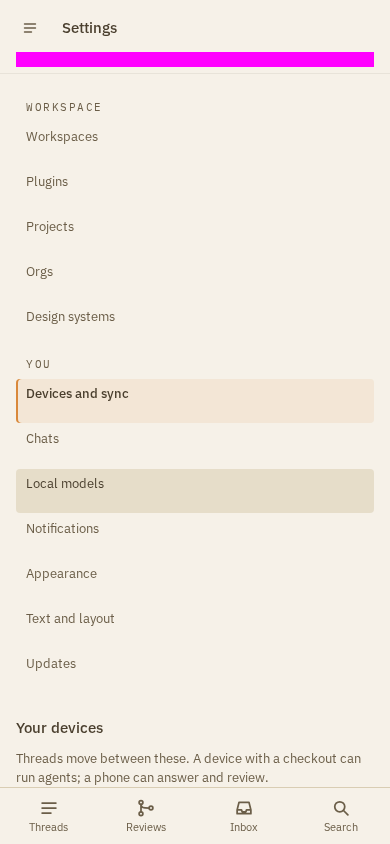 Settings
WORKSPACE
Workspaces
Plugins
Projects
Orgs
Design systems
YOU
Devices and sync
Chats
Local models
Notifications
Appearance
Text and layout
Updates
Your devices
Threads move between these. A device with a checkout can
run agents; a phone can answer and review.
Threads
Reviews
Inbox
Search